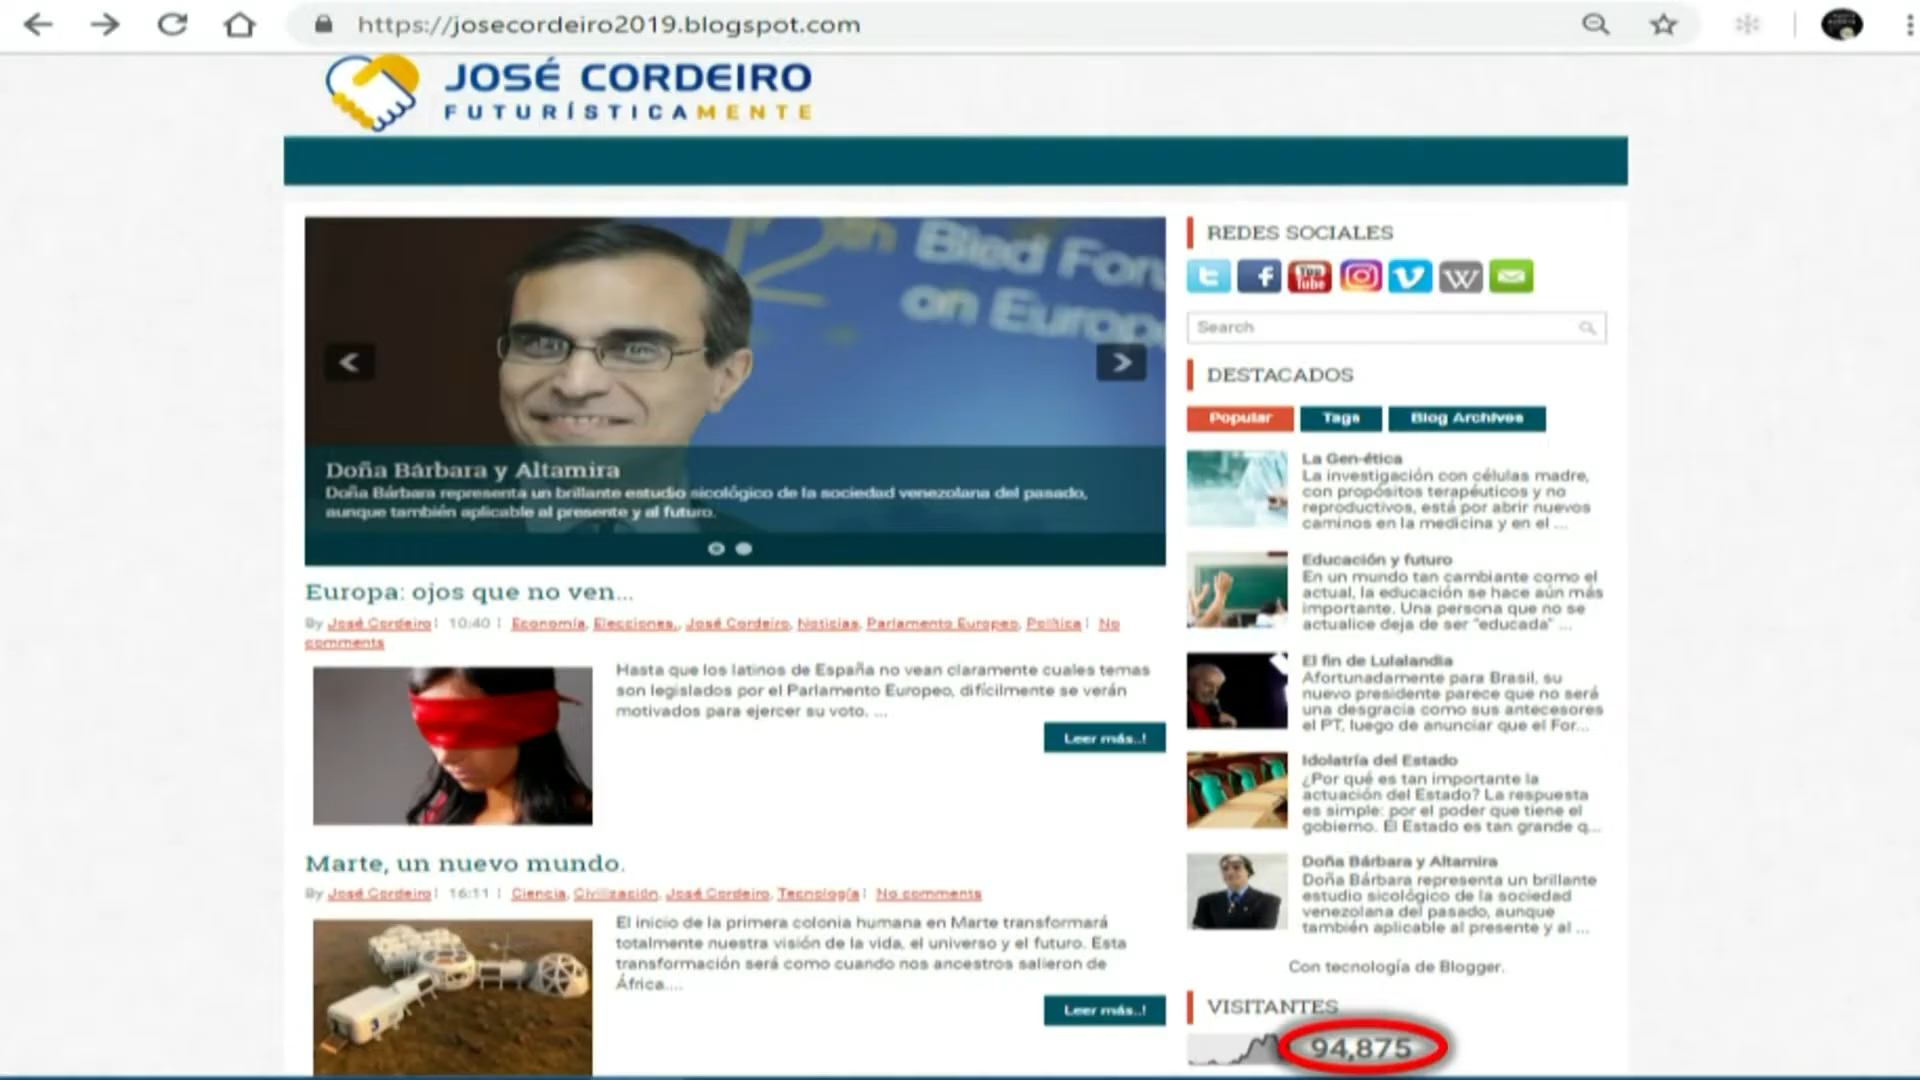 https://josecordeiro2019.blogspot.com
JOSÉ CORDEIRO
FUTURÍSTICAMENTE
12th Bled Foru
on Europe
Doña Bárbara y Altamira
Doña Bárbara representa un brillante estudio sicológico de la sociedad venezolana del pasado,
aunque también aplicable al presente y al futuro.
Europa: ojos que no ven...
By José Cordeiro | 10:40 | Economía, Elecciones,, José Cordeiro, Noticias, Parlamento Europeo, Política | No
comments
Hasta que los latinos de España no vean claramente cuales temas
son legislados por el Parlamento Europeo, difícilmente se verán
motivados para ejercer su voto. ...
Leer más..!
Marte, un nuevo mundo.
By José Cordeiro | 16:11 | Ciencia, Civilización, José Cordeiro, Tecnología | No comments
El inicio de la primera colonia humana en Marte transformará
totalmente nuestra visión de la vida, el universo y el futuro. Esta
transformación será como cuando nos ancestros salieron de
África....
Leer más..!
REDES SOCIALES
You
Tube
Search
DESTACADOS
Popular Tags Blog Archives
La Gen-ética
La investigación con células madre,
con propósitos terapéuticos y no
reproductivos, está por abrir nuevos
caminos en la medicina y en el ...
Educación y futuro
En un mundo tan cambiante como el
actual, la educación se hace aún más
importante. Una persona que no se
actualice deja de ser "educada" ...
El fin de Lulalandia
Afortunadamente para Brasil, su
nuevo presidente parece que no será
una desgracia como sus antecesores
el PT, luego de anunciar que el For...
Idolatría del Estado
¿Por qué es tan importante la
actuación del Estado? La respuesta
es simple: por el poder que tiene el
gobierno. El Estado es tan grande q...
Doña Bárbara y Altamira
Doña Bárbara representa un brillante
estudio sicológico de la sociedad
venezolana del pasado, aunque
también aplicable al presente y al ...
Con tecnología de Blogger.
VISITANTES
94,875